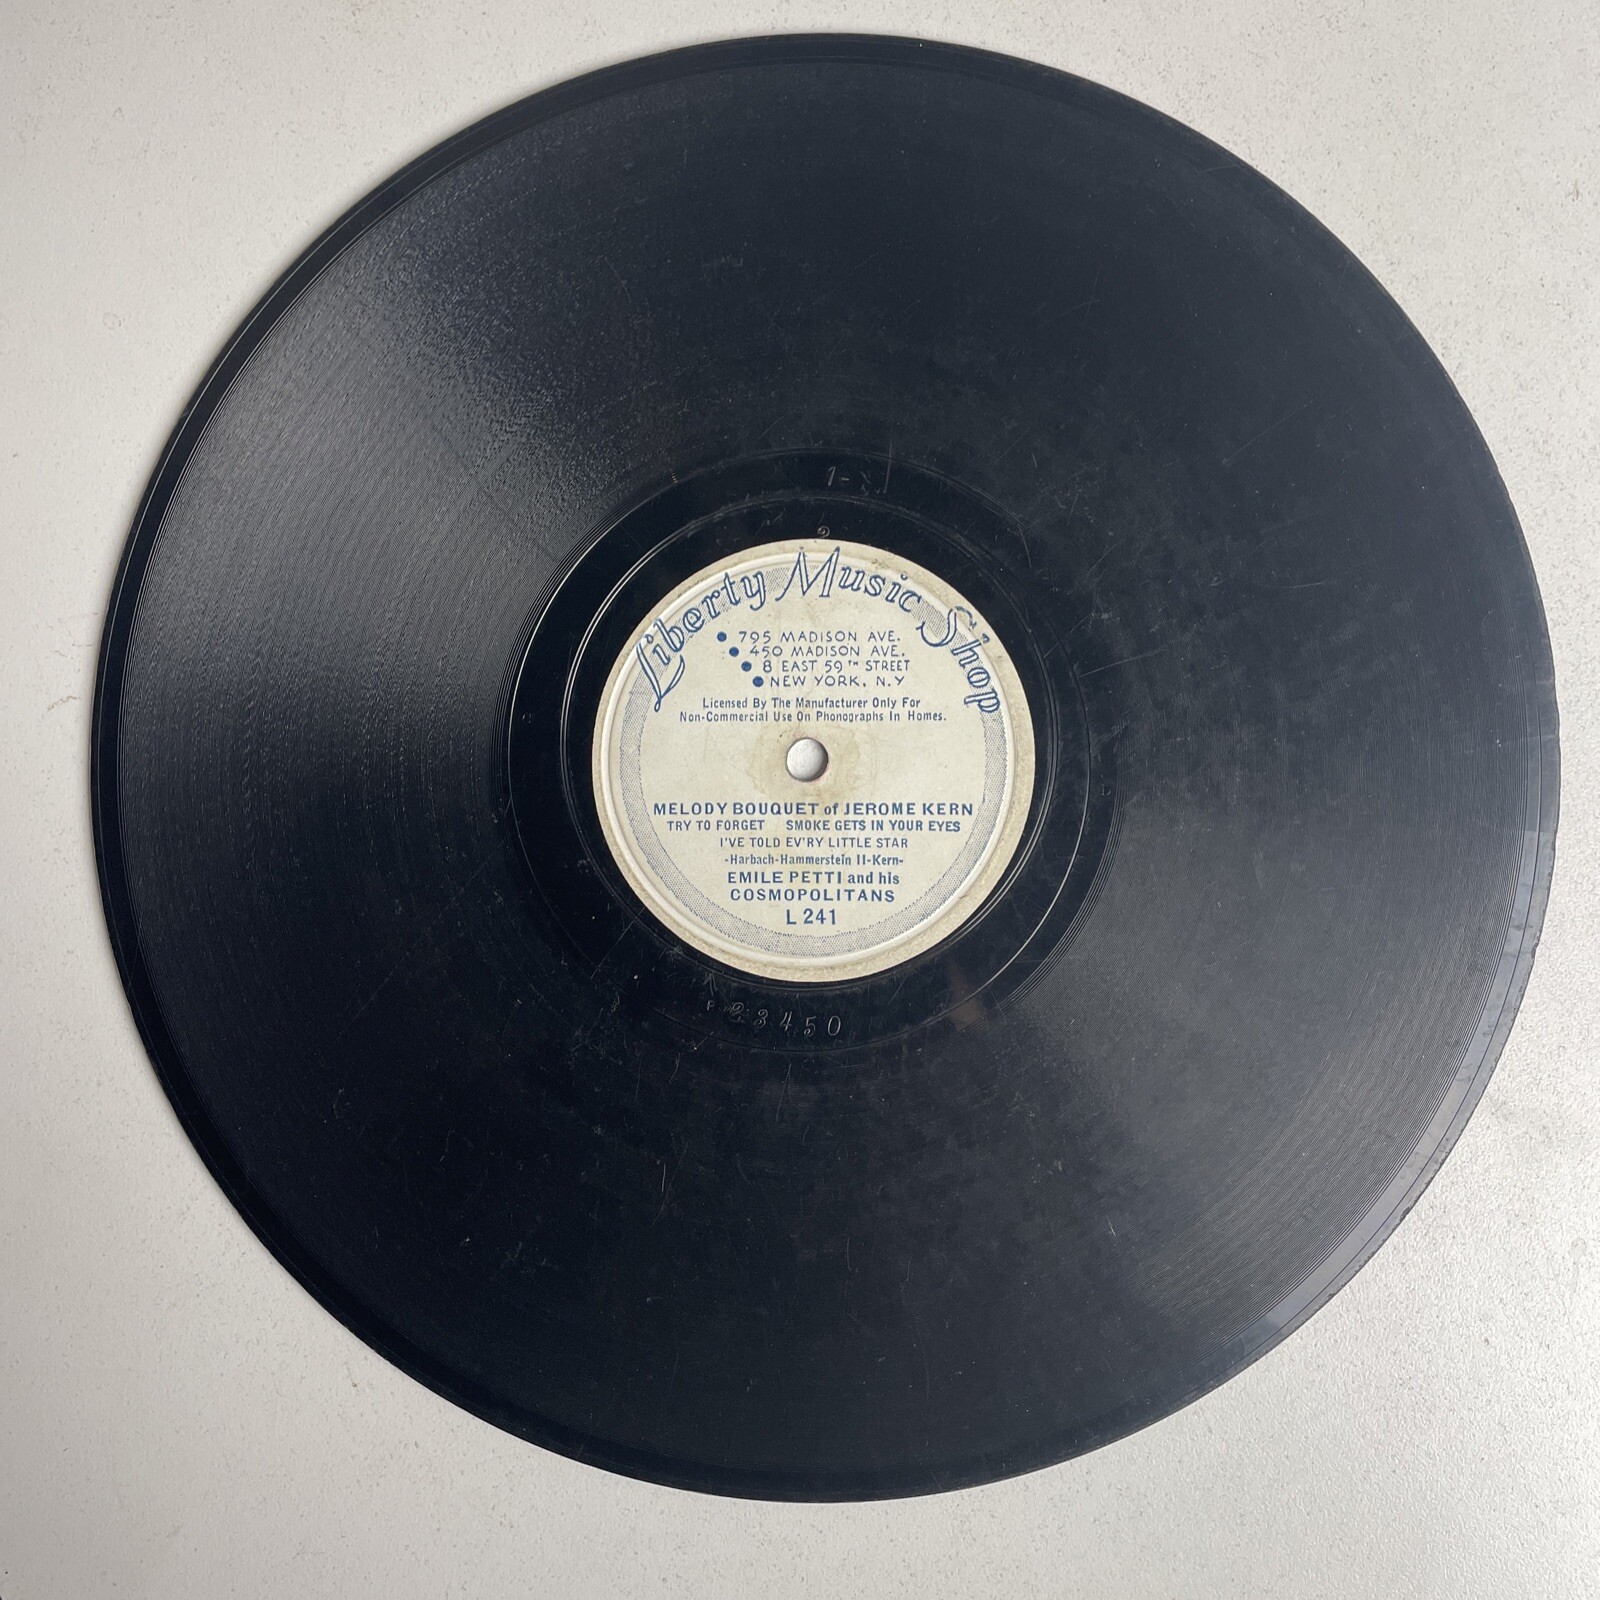 1-
Liberty Music Shop
795 MADISON AVE.
450 MADISON AVE.
8 EAST 59TH STREET
NEW YORK, N.Y
Licensed By The Manufacturer Only For
Non-Commercial Use On Phonographs In Homes.
MELODY BOUQUET of JEROME KERN
TRY TO FORGET SMOKE GETS IN YOUR EYES
I'VE TOLD EV'RY LITTLE STAR
-Harbach-Hammerstein II-Kern-
EMILE PETTI and his
COSMOPOLITANS
L 241
P 23450